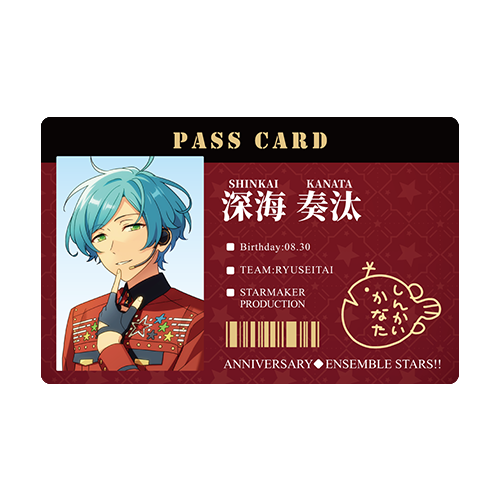 PASS CARD
SHINKAI KANATA
深海 奏汰
Birthday:08.30
TEAM:RYUSEITAI
STARMAKER
PRODUCTION
しんかい
かなた
ANNIVERSARY◆ENSEMBLE STARS!!